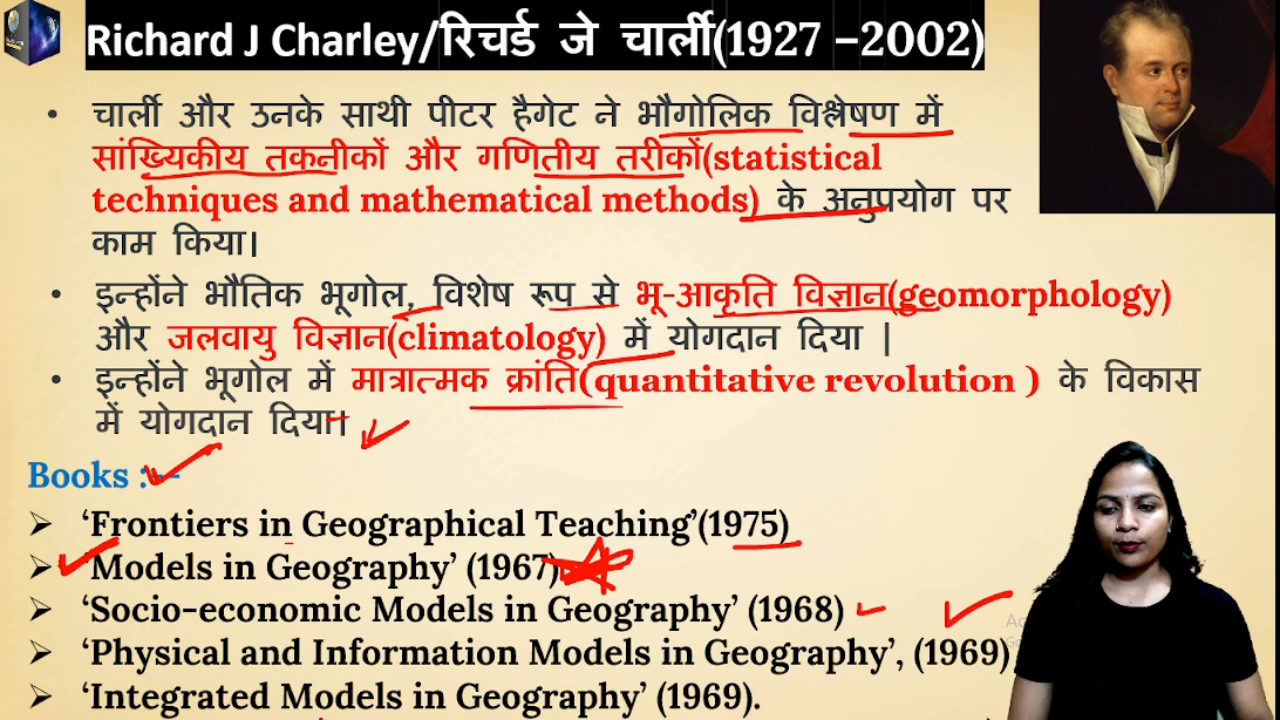 Richard J Charley/रिचर्ड जे चार्ली(1927 –2002)
• चार्ली और उनके साथी पीटर हैगेट ने भौगोलिक विश्लेषण में
सांख्यिकीय तकनीकों और गणितीय तरीकों(statistical
techniques and mathematical methods) के अनुपयोग पर
काम किया।
• इन्होंने भौतिक भूगोल, विशेष रूप से भू-आकृति विज्ञान(geomorphology)
और जलवायु विज्ञान(climatology) में योगदान दिया |
• इन्होंने भूगोल में मात्रात्मक क्रांति(quantitative revolution ) के विकास
में योगदान दिया।
Books :--
➤ ‘Frontiers in Geographical Teaching’(1975)
➤ ‘Models in Geography’ (1967)
➤ ‘Socio-economic Models in Geography’ (1968)
➤ ‘Physical and Information Models in Geography’, (1969)
➤ ‘Integrated Models in Geography’ (1969).